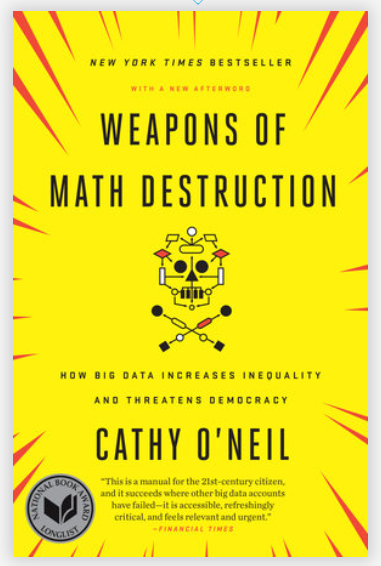 NEW YORK TIMES BESTSELLER
WITH A NEW AFTERWORD
WEAPONS OF
MATH DESTRUCTION
HOW BIG DATA INCREASES INEQUALITY
AND THREATENS DEMOCRACY
CATHY O'NEIL
"This is a manual for the 21st-century citizen,
and it succeeds where other big data accounts
have failed—it is accessible, refreshingly
critical, and feels relevant and urgent."
—FINANCIAL TIMES
NATIONAL BOOK AWARD
LONGLIST